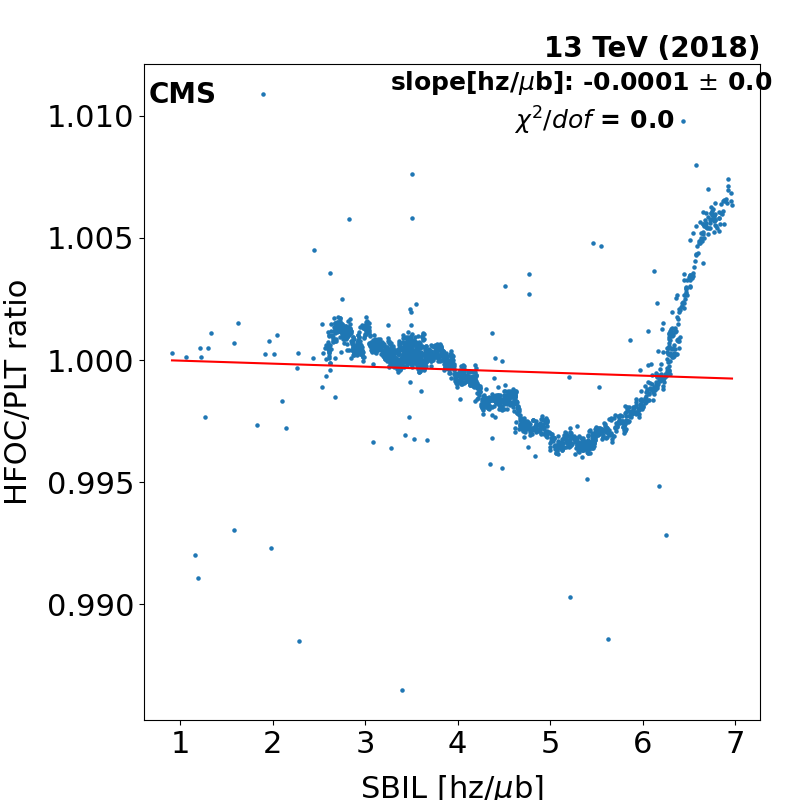 13 TeV (2018)
CMS
slope[hz/μb]: -0.0001 ± 0.0
χ²/dof = 0.0
HFOC/PLT ratio
1.010
1.005
1.000
0.995
0.990
1 2 3 4 5 6 7
SBIL [hz/μb]